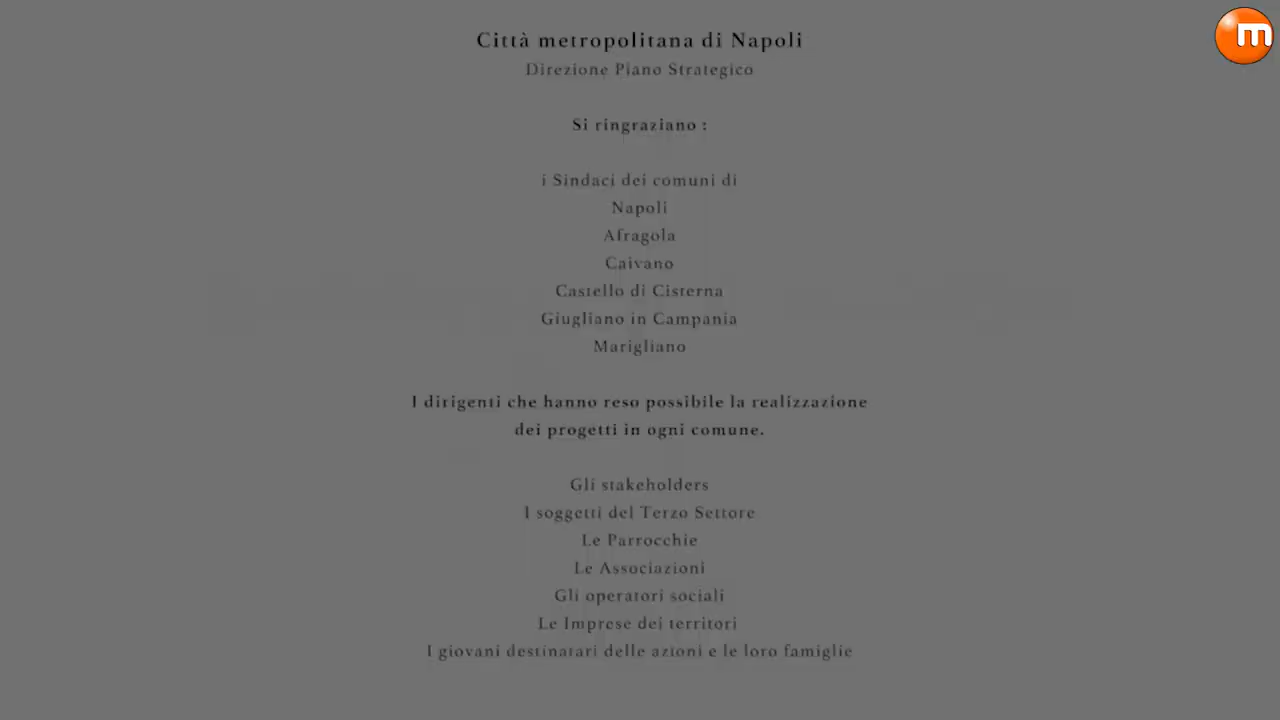 Città metropolitana di Napoli
Direzione Piano Strategico
Si ringraziano :
i Sindaci dei comuni di
Napoli
Afragola
Caivano
Castello di Cisterna
Giugliano in Campania
Marigliano
I dirigenti che hanno reso possibile la realizzazione
dei progetti in ogni comune.
Gli stakeholders
I soggetti del Terzo Settore
Le Parrocchie
Le Associazioni
Gli operatori sociali
Le Imprese dei territori
I giovani destinatari delle azioni e le loro famiglie
m